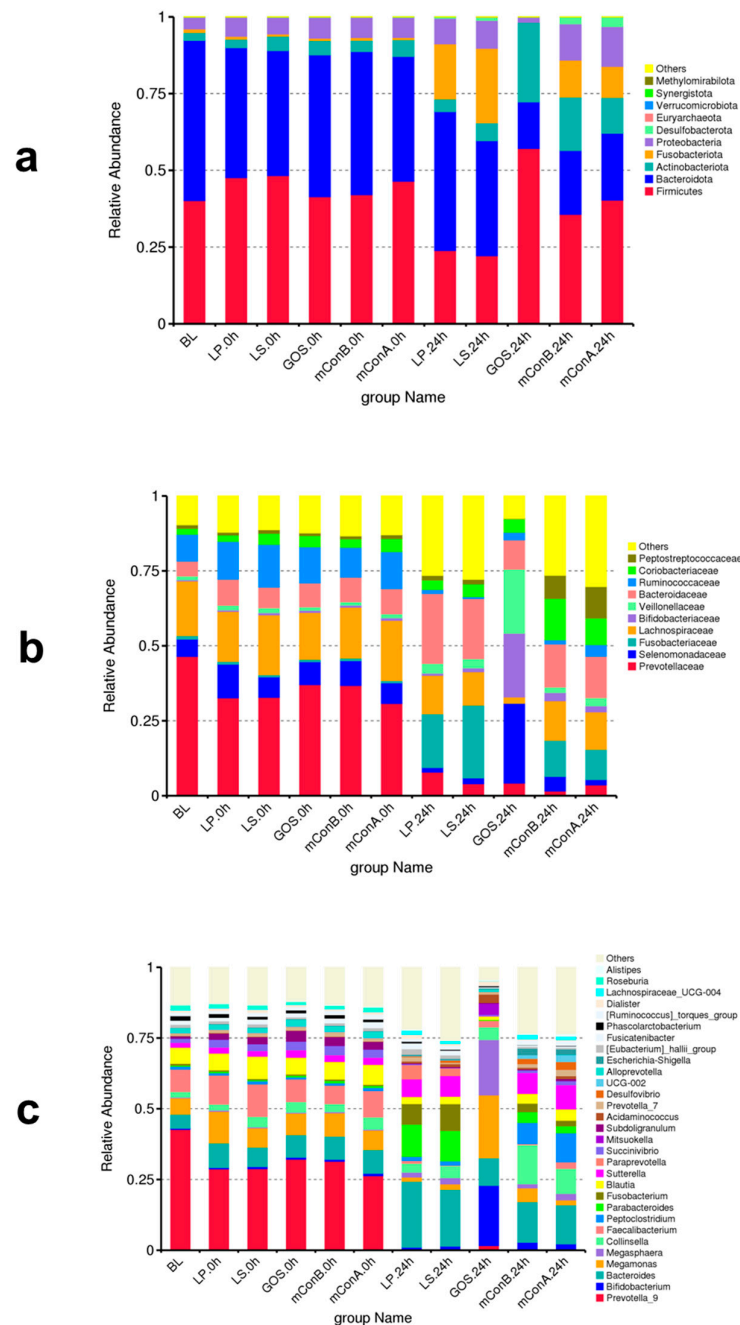 a
Relative Abundance
1
0.75
0.5
0.25
0
BL
LP.0h
LS.0h
GOS.0h
mConB.0h
mConA.0h
LP.24h
LS.24h
GOS.24h
mConB.24h
mConA.24h
group Name
Others
Methylomirabilota
Synergistota
Verrucomicrobiota
Euryarchaeota
Desulfobacterota
Proteobacteria
Fusobacteriota
Actinobacteriota
Bacteroidota
Firmicutes
b
Relative Abundance
1
0.75
0.5
0.25
0
BL
LP.0h
LS.0h
GOS.0h
mConB.0h
mConA.0h
LP.24h
LS.24h
GOS.24h
mConB.24h
mConA.24h
group Name
Others
Peptostreptococcaceae
Coriobacteriaceae
Ruminococcaceae
Bacteroidaceae
Veillonellaceae
Bifidobacteriaceae
Lachnospiraceae
Fusobacteriaceae
Selenomonadaceae
Prevotellaceae
c
Relative Abundance
1
0.75
0.5
0.25
0
BL
LP.0h
LS.0h
GOS.0h
mConB.0h
mConA.0h
LP.24h
LS.24h
GOS.24h
mConB.24h
mConA.24h
group Name
Others
Alistipes
Roseburia
Lachnospiraceae_UCG-004
Dialister
[Ruminococcus]_torques_group
Phascolarctobacterium
Fusicatenibacter
[Eubacterium]_hallii_group
Escherichia-Shigella
Alloprevotella
UCG-002
Desulfovibrio
Prevotella_7
Acidaminococcus
Subdoligranulum
Mitsuokella
Succinivibrio
Paraprevotella
Sutterella
Blautia
Fusobacterium
Parabacteroides
Peptoclostridium
Faecalibacterium
Collinsella
Megasphaera
Megamonas
Bacteroides
Bifidobacterium
Prevotella_9